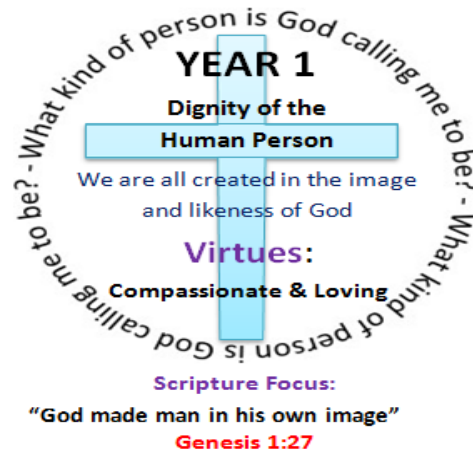 What kind of person is God calling me to be? - What kind of person is God calling me to be? -
YEAR 1
Dignity of the
Human Person
We are all created in the image
and likeness of God
Virtues:
Compassionate & Loving
Scripture Focus:
“God made man in his own image”
Genesis 1:27